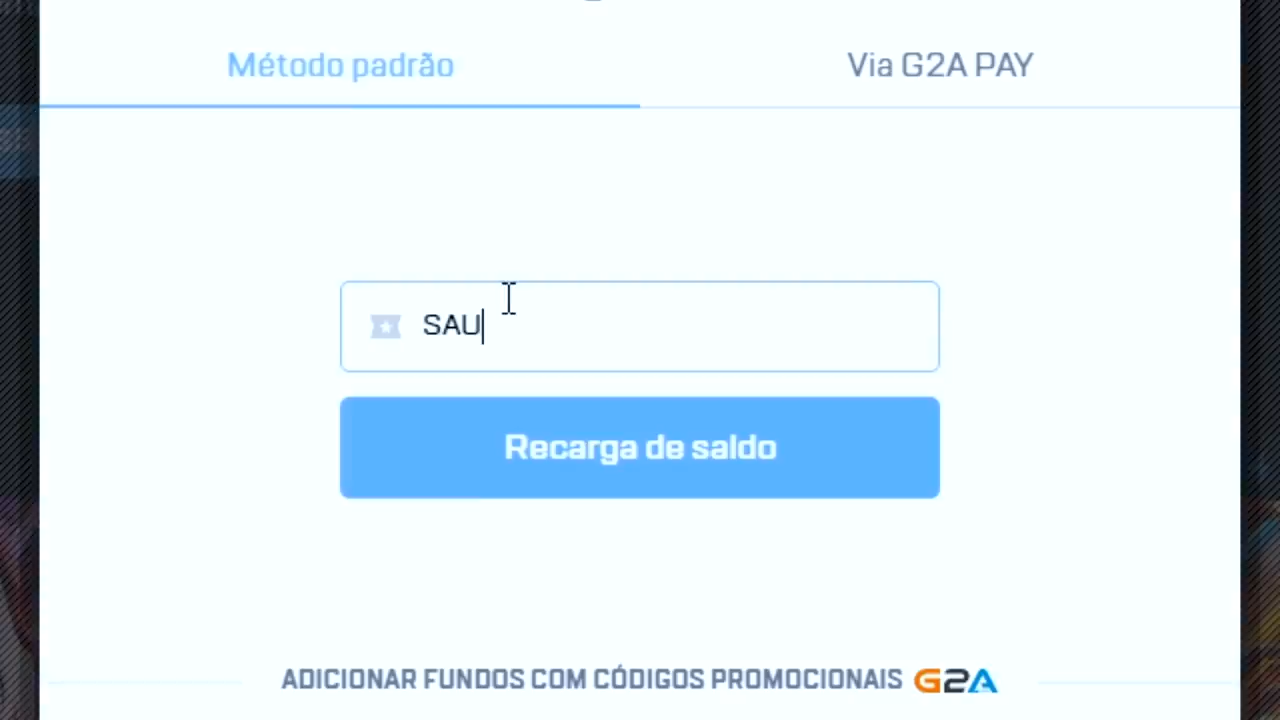 Método padrão
Via G2A PAY
SAU
Recarga de saldo
ADICIONAR FUNDOS COM CÓDIGOS PROMOCIONAIS G2A